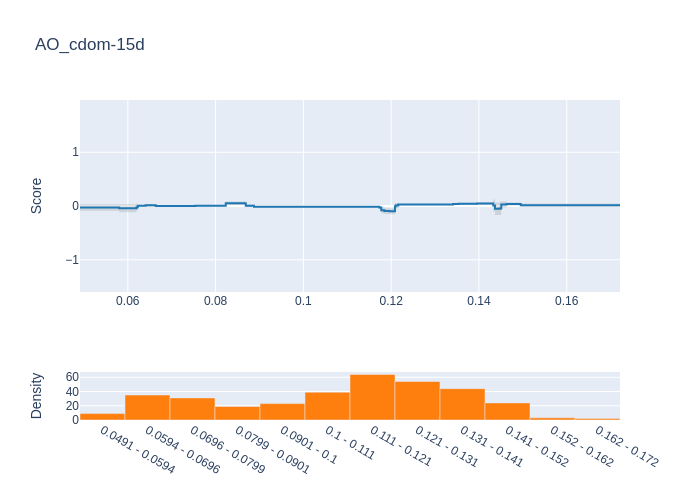 AO_cdom-15d
Score
1
0
−1
0.06 0.08 0.1 0.12 0.14 0.16
Density
60
40
20
0
0.0491 - 0.0594
0.0594 - 0.0696
0.0696 - 0.0799
0.0799 - 0.0901
0.0901 - 0.1
0.1 - 0.111
0.111 - 0.121
0.121 - 0.131
0.131 - 0.141
0.141 - 0.152
0.152 - 0.162
0.162 - 0.172